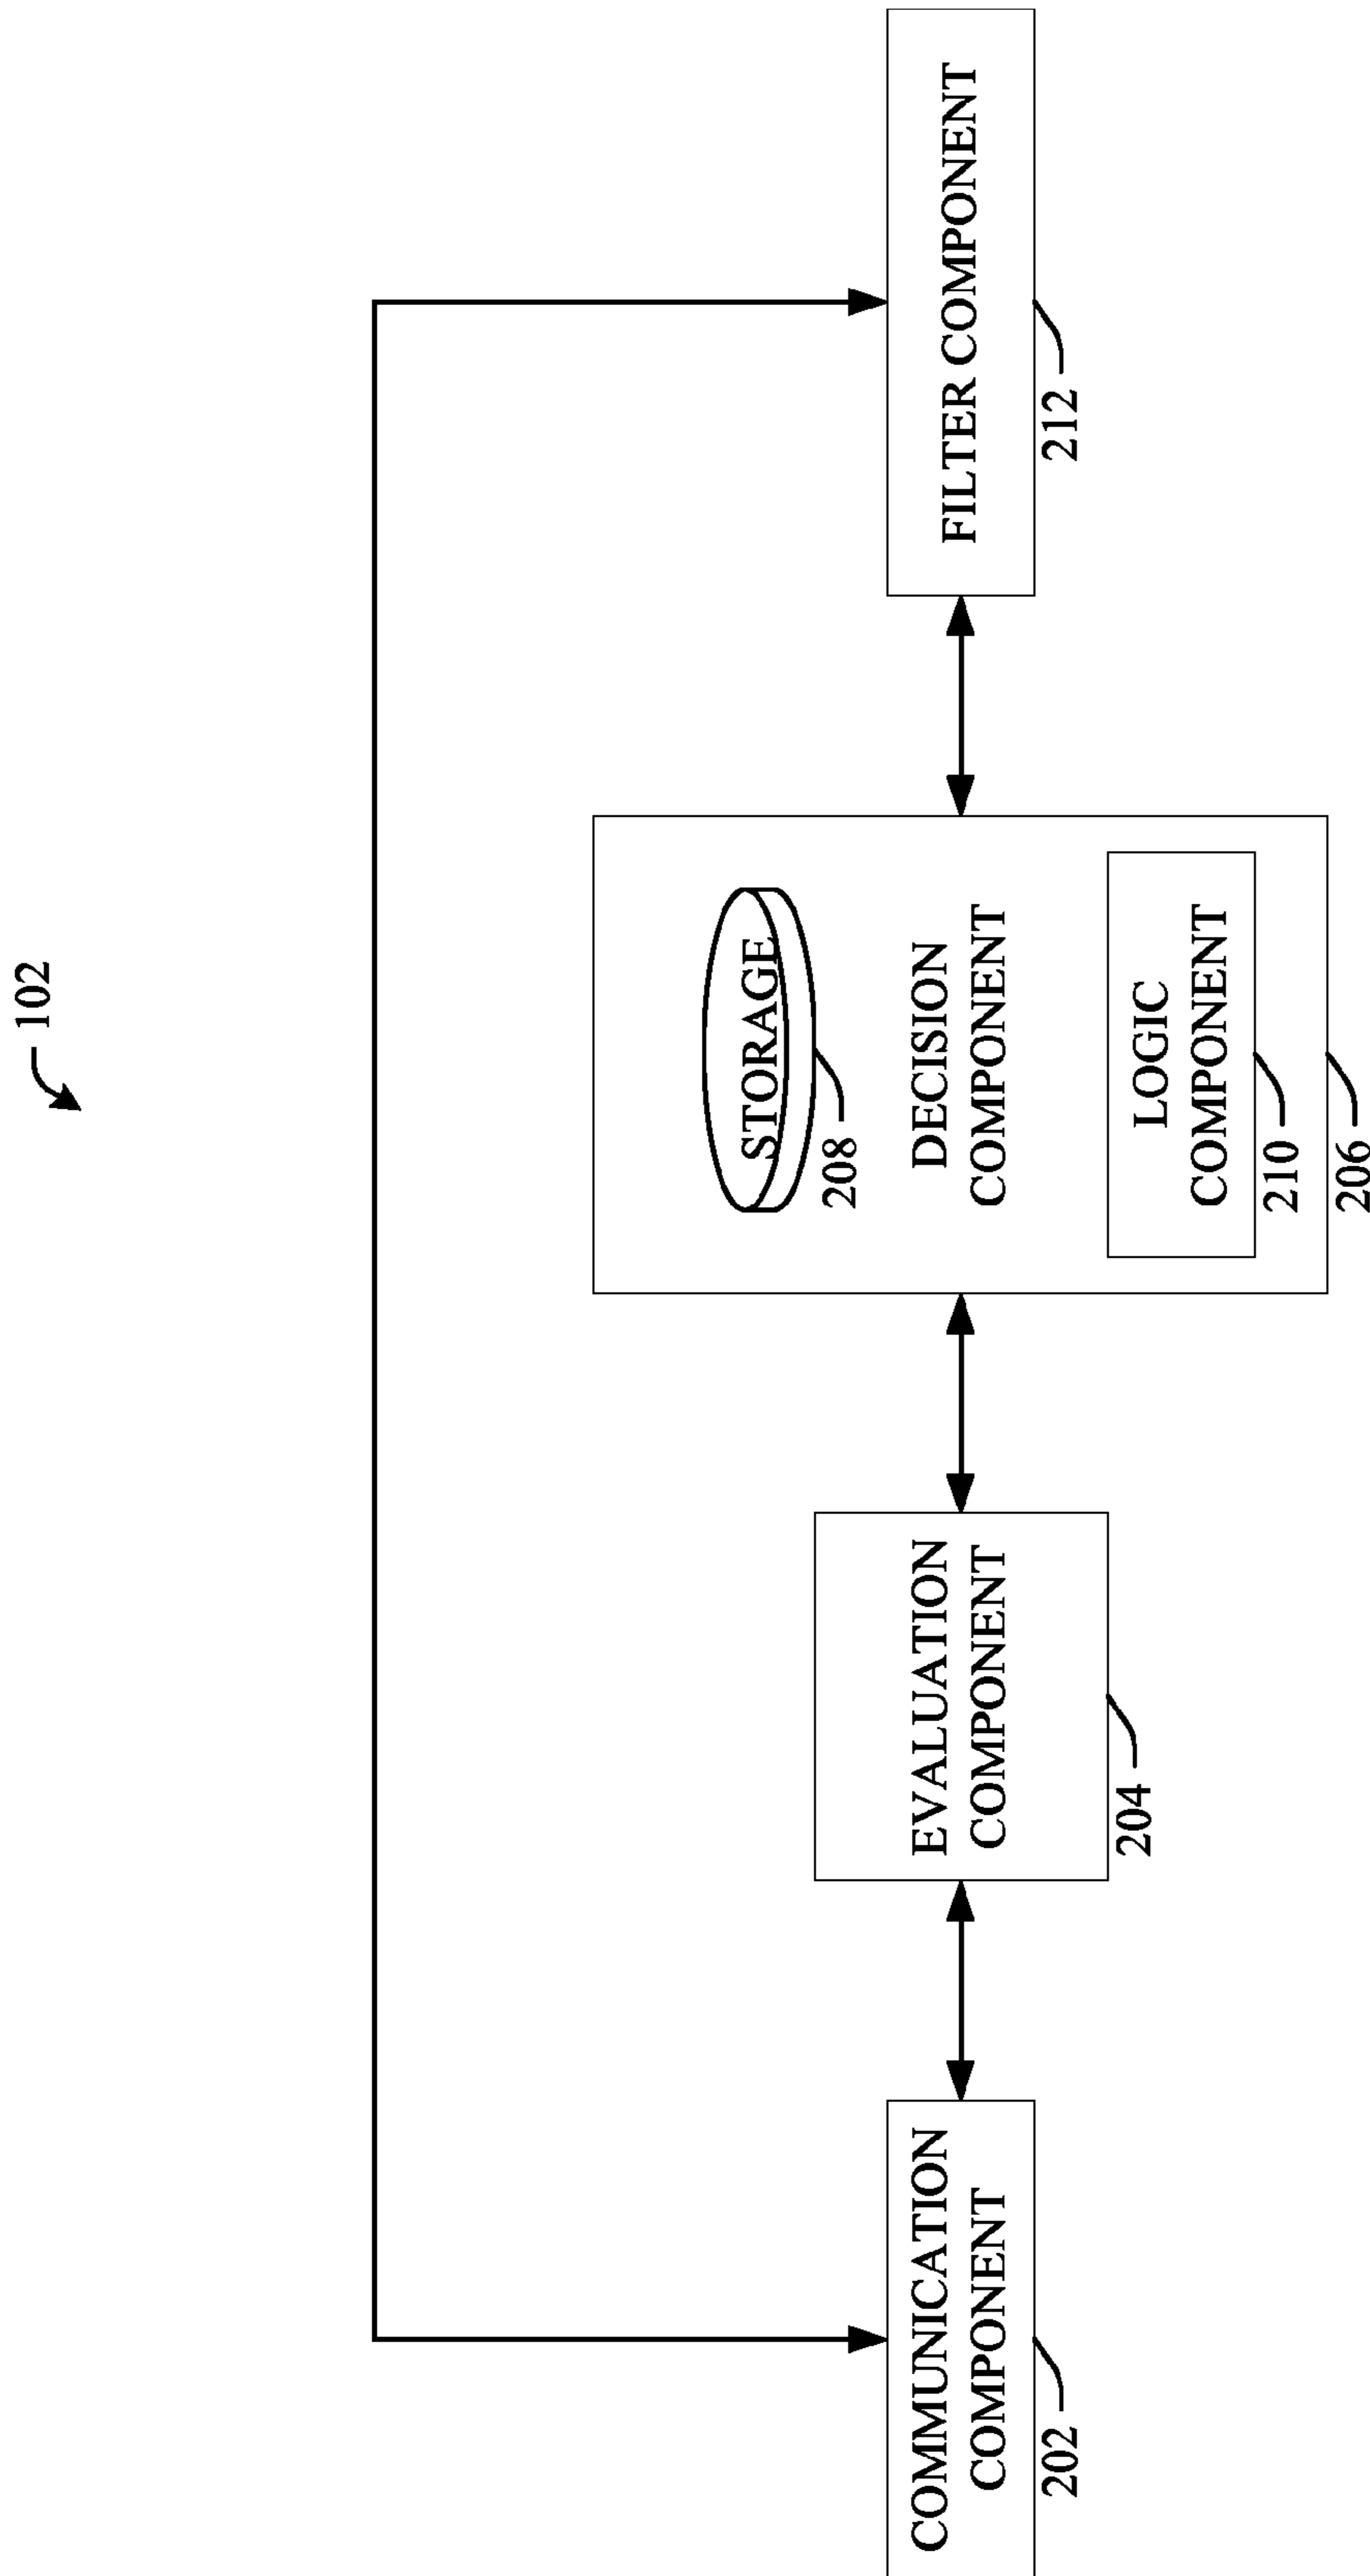 102
COMMUNICATION
COMPONENT
202
EVALUATION
COMPONENT
204
STORAGE
208
DECISION
COMPONENT
LOGIC
COMPONENT
210
206
FILTER COMPONENT
212